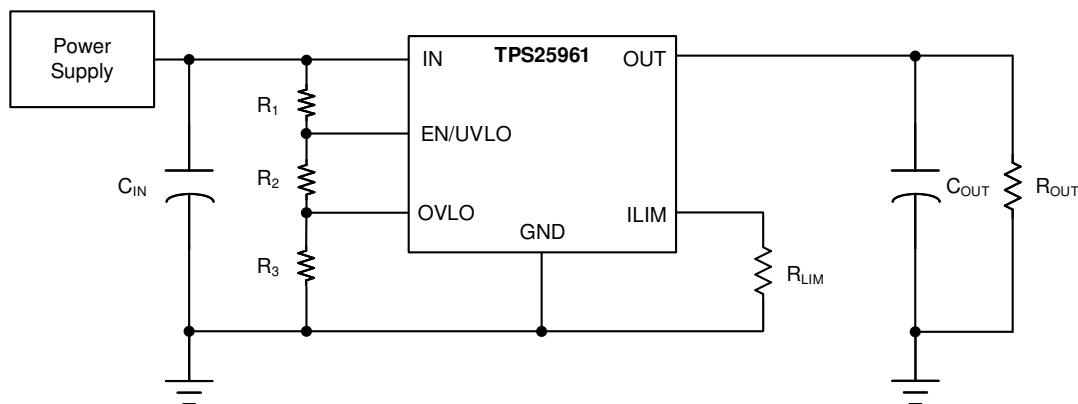 Power
Supply
TPS25961
IN
OUT
R1
EN/UVLO
CIN
R2
COUT
ROUT
OVLO
ILIM
GND
R3
RLIM